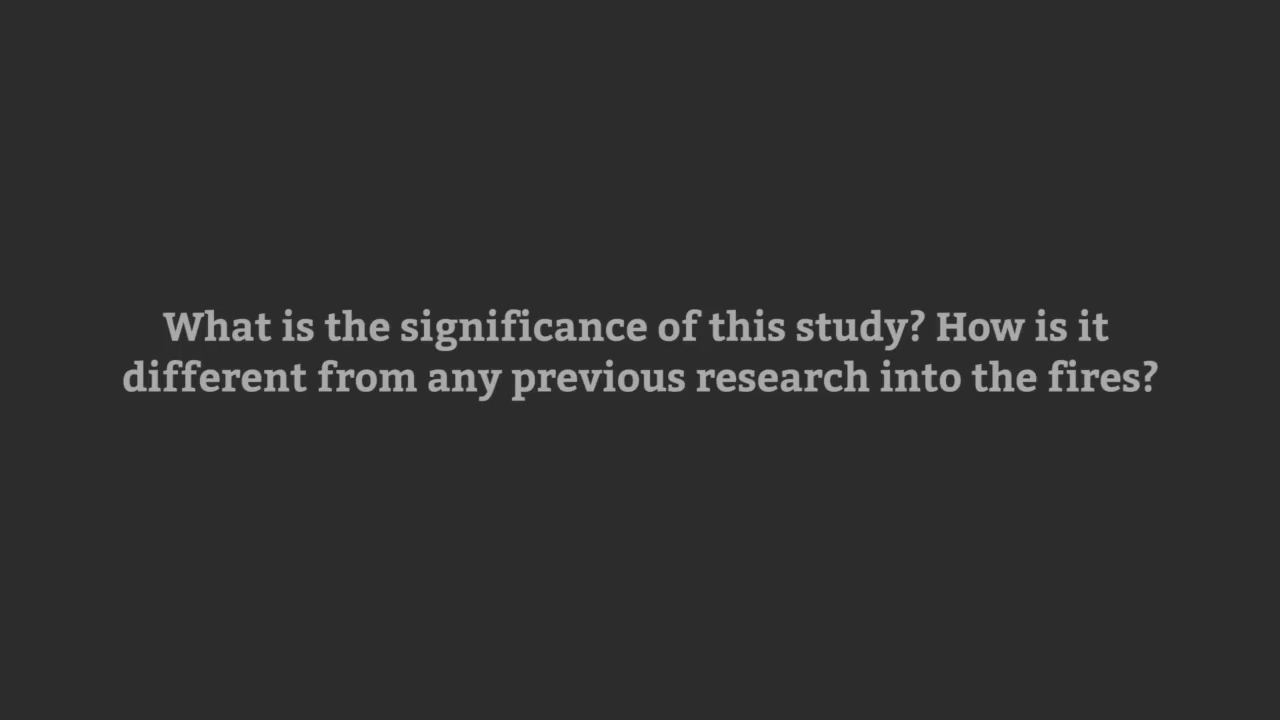 What is the significance of this study? How is it
different from any previous research into the fires?